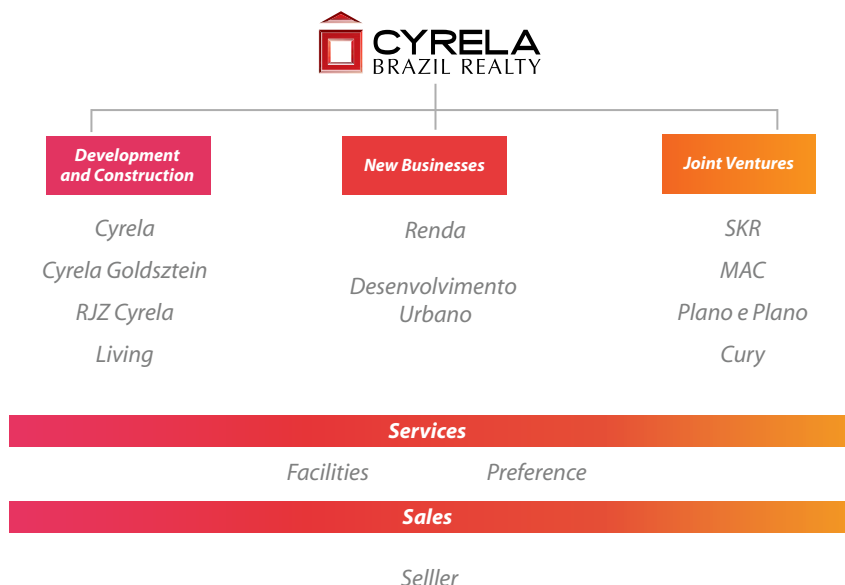 CYRELA
BRAZIL REALTY
Development
and Construction
New Businesses
Joint Ventures
Cyrela
Cyrela Goldsztein
RJZ Cyrela
Living
Renda
Desenvolvimento
Urbano
SKR
MAC
Plano e Plano
Cury
Services
Facilities
Preference
Sales
Selller